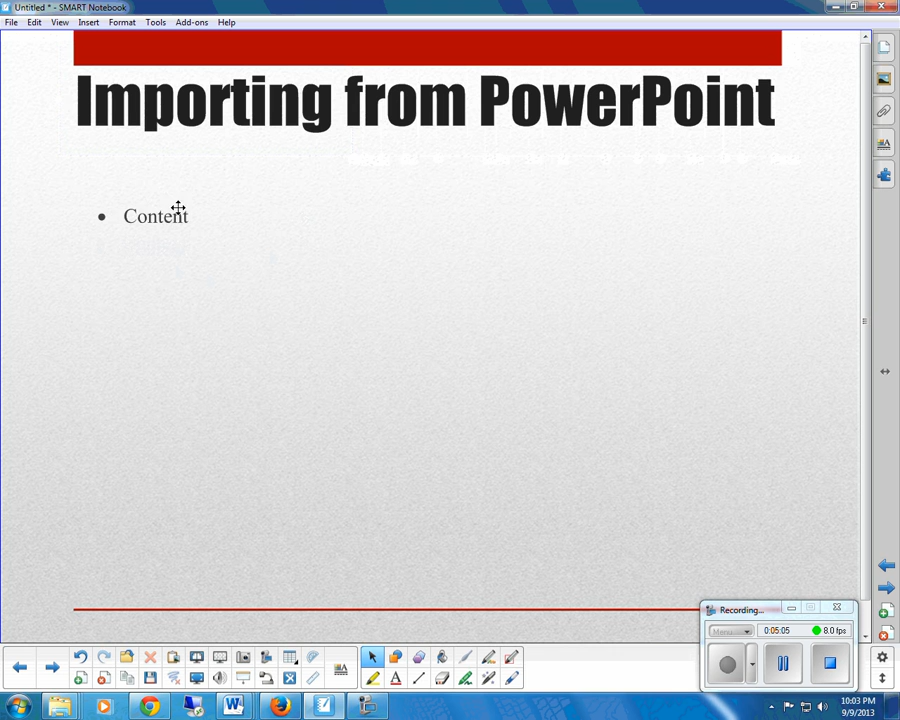 Untitled * - SMART Notebook
File Edit View Insert Format Tools Add-ons Help
Importing from PowerPoint
• Content
Recording...
Menu
0:05:05 8.0 fps
10:03 PM
9/9/2013